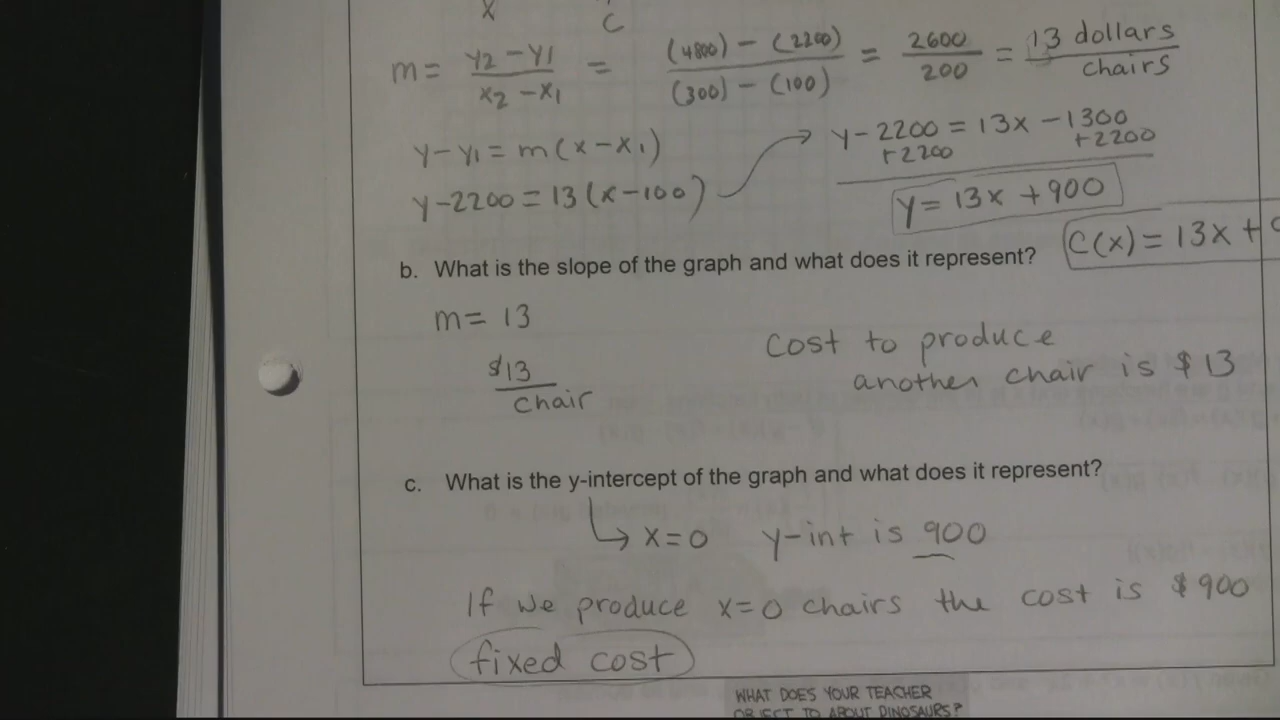 x
C
m = y2 - y1 / x2 - x1 = (4800) - (2200) / (300) - (100) = 2600 / 200 = 13 dollars / chairs
y - y1 = m(x - x1)
y - 2200 = 13(x - 100)
y - 2200 = 13x - 1300
+2200 +2200
y = 13x + 900
C(x) = 13x +
b. What is the slope of the graph and what does it represent?
m = 13
$13 / chair
cost to produce
another chair is $13
c. What is the y-intercept of the graph and what does it represent?
x=0 y-int is 900
If we produce x=0 chairs the cost is $900
fixed cost
WHAT DOES YOUR TEACHER
OBJECT TO ABOUT DINOSAURS?